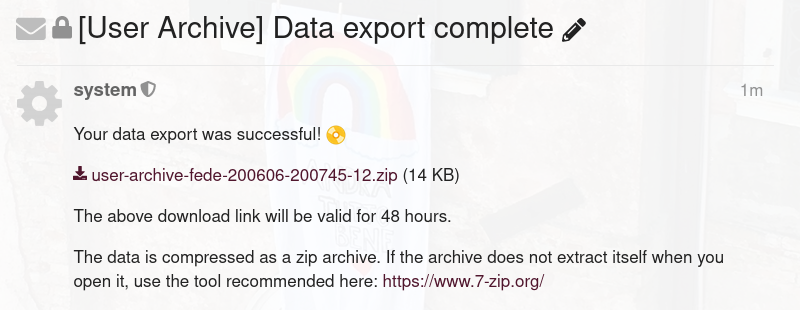 [User Archive] Data export complete
system
1m
Your data export was successful!
user-archive-fede-200606-200745-12.zip (14 KB)
The above download link will be valid for 48 hours.
The data is compressed as a zip archive. If the archive does not extract itself when you
open it, use the tool recommended here: https://www.7-zip.org/